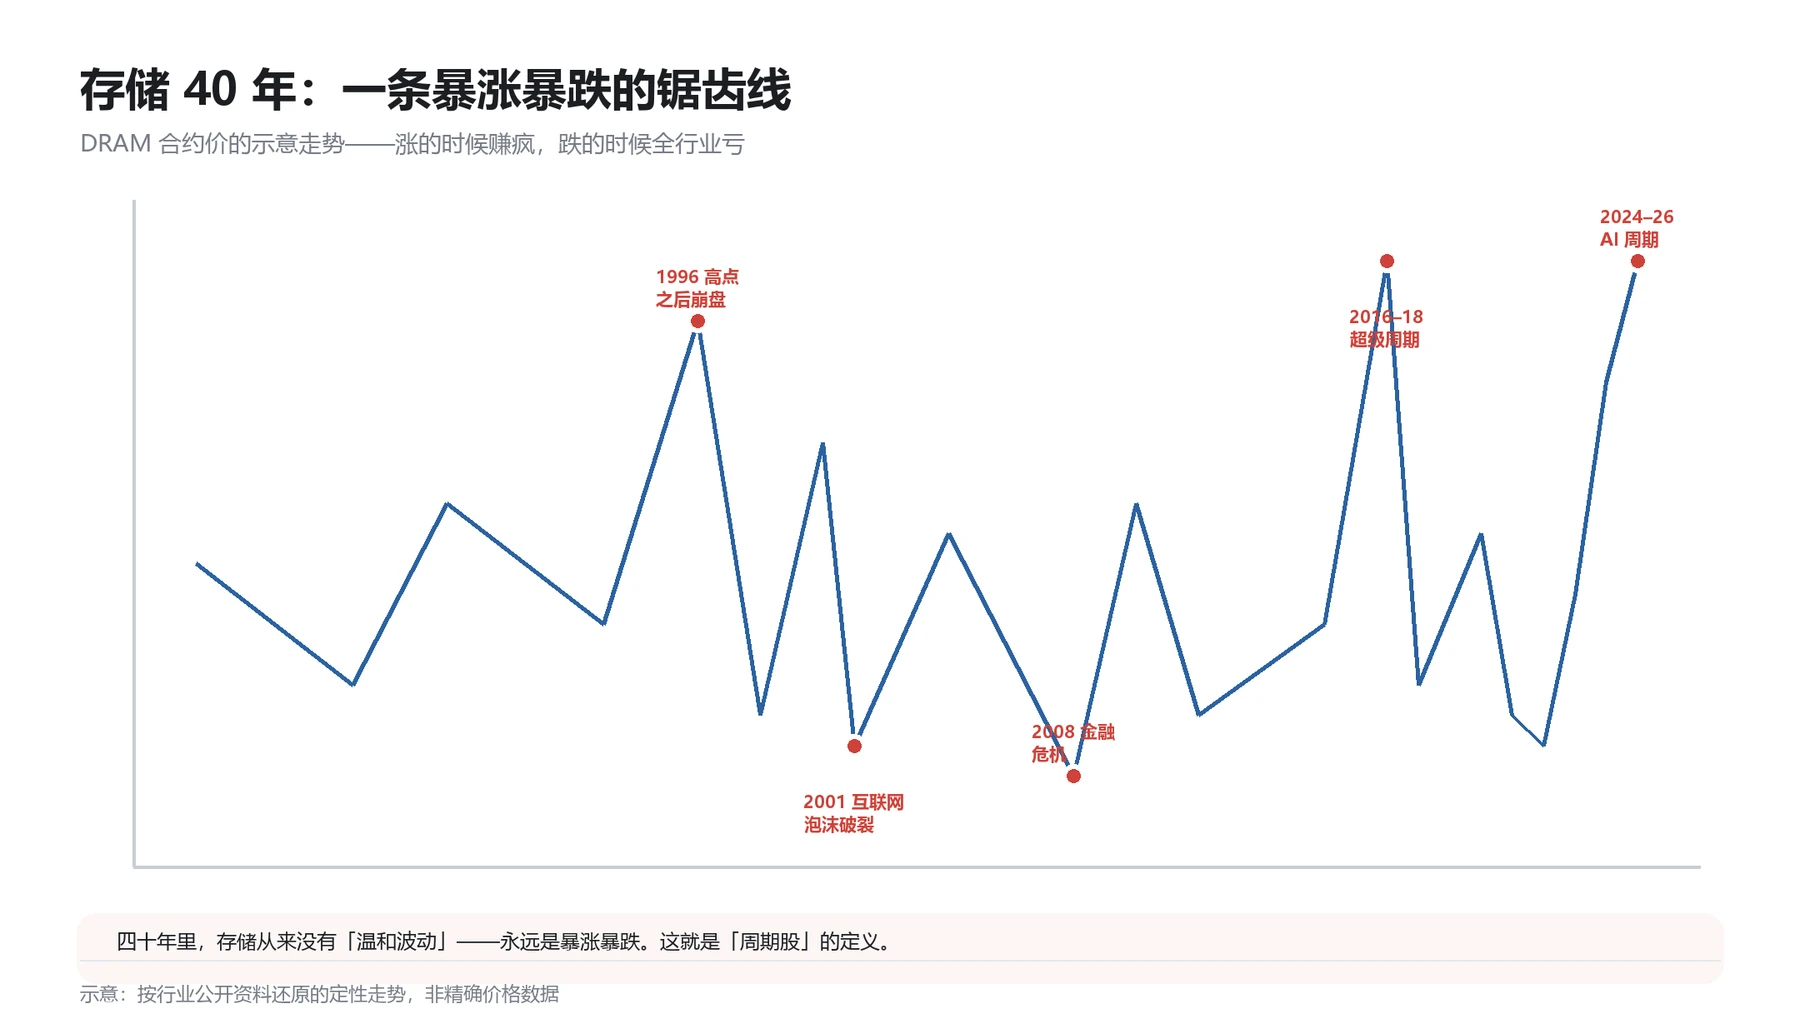 存储 40 年：一条暴涨暴跌的锯齿线
DRAM 合约价的示意走势——涨的时候赚疯，跌的时候全行业亏
2024–26
AI 周期
1996 高点
之后崩盘
2016–18
超级周期
2008 金融
危机
2001 互联网
泡沫破裂
四十年里，存储从来没有「温和波动」——永远是暴涨暴跌。这就是「周期股」的定义。
示意：按行业公开资料还原的定性走势，非精确价格数据